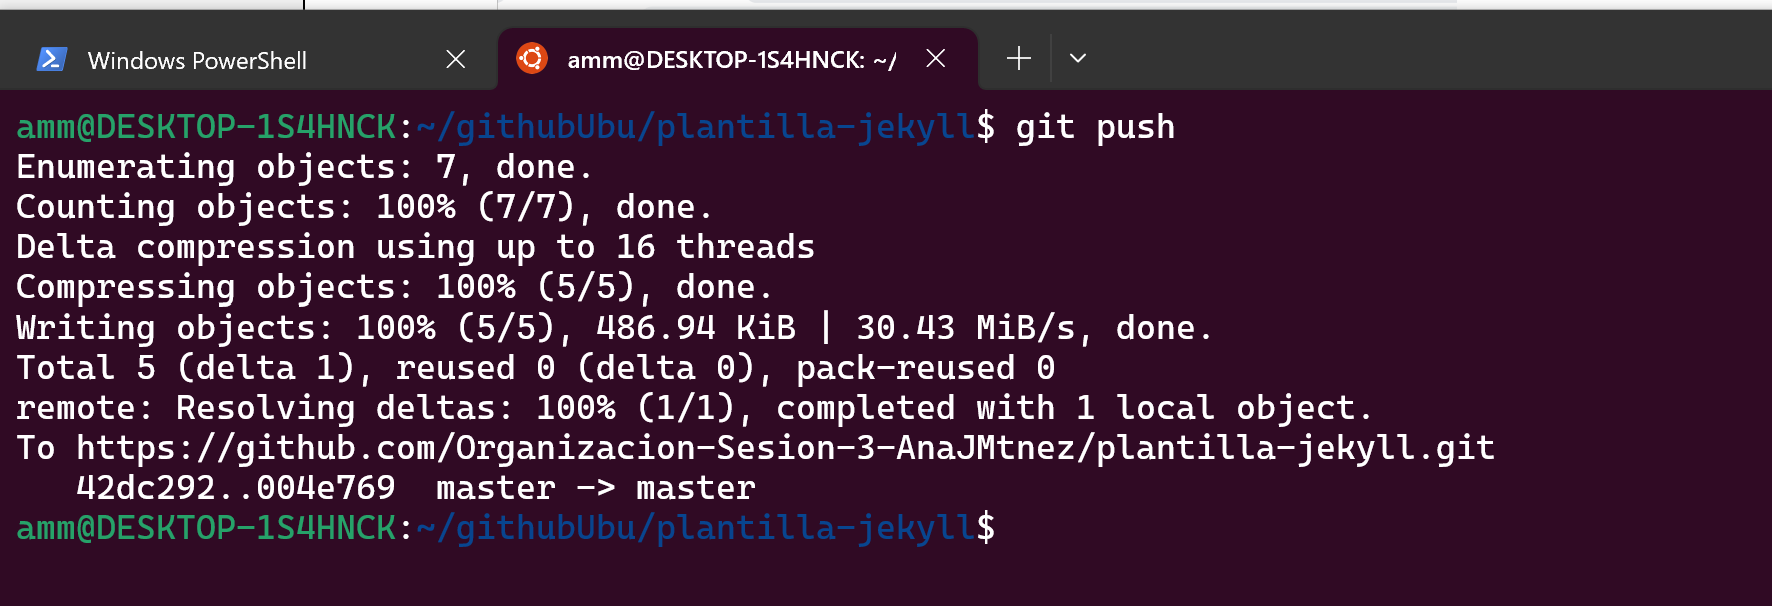 Windows PowerShell
amm@DESKTOP-1S4HNCK: ~/
amm@DESKTOP-1S4HNCK:~/githubUbu/plantilla-jekyll$ git push
Enumerating objects: 7, done.
Counting objects: 100% (7/7), done.
Delta compression using up to 16 threads
Compressing objects: 100% (5/5), done.
Writing objects: 100% (5/5), 486.94 KiB | 30.43 MiB/s, done.
Total 5 (delta 1), reused 0 (delta 0), pack-reused 0
remote: Resolving deltas: 100% (1/1), completed with 1 local object.
To https://github.com/Organizacion-Sesion-3-AnaJMtnez/plantilla-jekyll.git
   42dc292..004e769  master -> master
amm@DESKTOP-1S4HNCK:~/githubUbu/plantilla-jekyll$